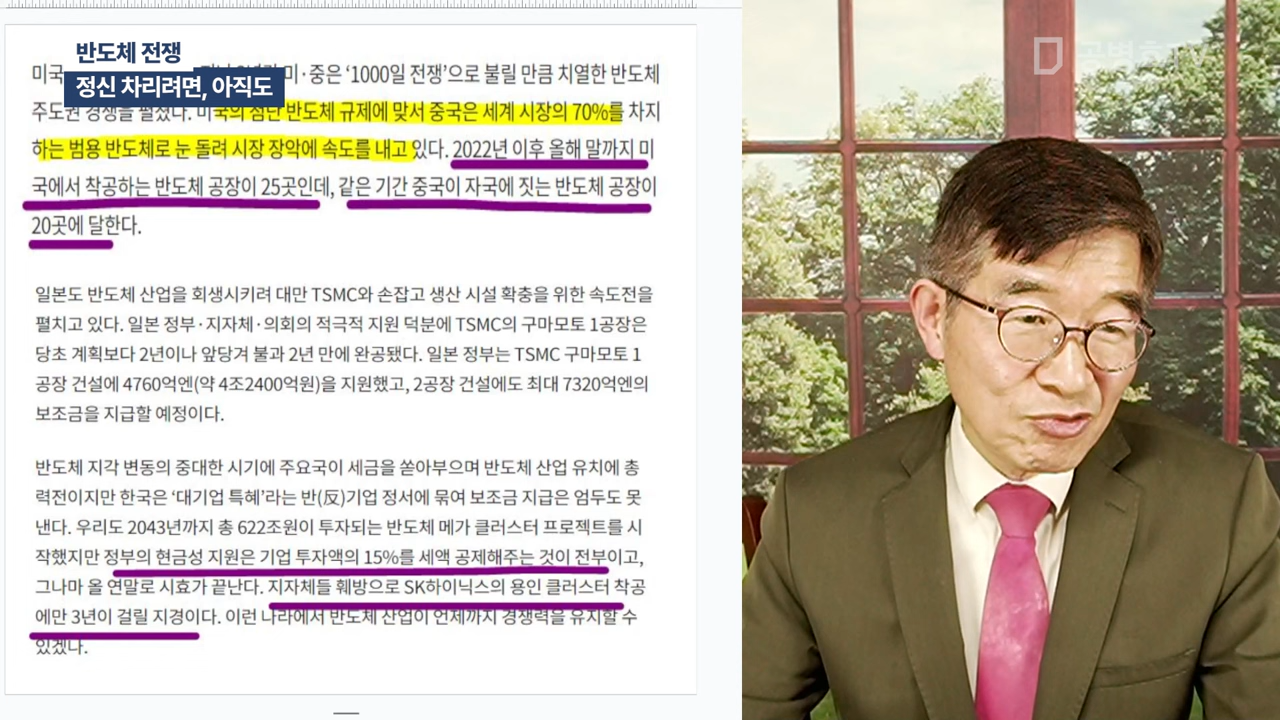 반도체 전쟁
정신 차리려면, 아직도
미국 미·중은 ‘1000일 전쟁’으로 불릴 만큼 치열한 반도체
주도권 경쟁을 펼쳤다. 미국의 첨단 반도체 규제에 맞서 중국은 세계 시장의 70%를 차지
하는 범용 반도체로 눈 돌려 시장 장악에 속도를 내고 있다. 2022년 이후 올해 말까지 미
국에서 착공하는 반도체 공장이 25곳인데, 같은 기간 중국이 자국에 짓는 반도체 공장이
20곳에 달한다.
일본도 반도체 산업을 회생시키려 대만 TSMC와 손잡고 생산 시설 확충을 위한 속도전을
펼치고 있다. 일본 정부·지자체·의회의 적극적 지원 덕분에 TSMC의 구마모토 1공장은
당초 계획보다 2년이나 앞당겨 불과 2년 만에 완공됐다. 일본 정부는 TSMC 구마모토 1
공장 건설에 4760억엔(약 4조2400억원)을 지원했고, 2공장 건설에도 최대 7320억엔의
보조금을 지급할 예정이다.
반도체 지각 변동의 중대한 시기에 주요국이 세금을 쏟아부으며 반도체 산업 유치에 총
력전이지만 한국은 ‘대기업 특혜’라는 반(反)기업 정서에 묶여 보조금 지급은 엄두도 못
낸다. 우리도 2043년까지 총 622조원이 투자되는 반도체 메가 클러스터 프로젝트를 시
작했지만 정부의 현금성 지원은 기업 투자액의 15%를 세액 공제해주는 것이 전부이고,
그나마 올 연말로 시효가 끝난다. 지자체들 훼방으로 SK하이닉스의 용인 클러스터 착공
에만 3년이 걸릴 지경이다. 이런 나라에서 반도체 산업이 언제까지 경쟁력을 유지할 수
있겠나.